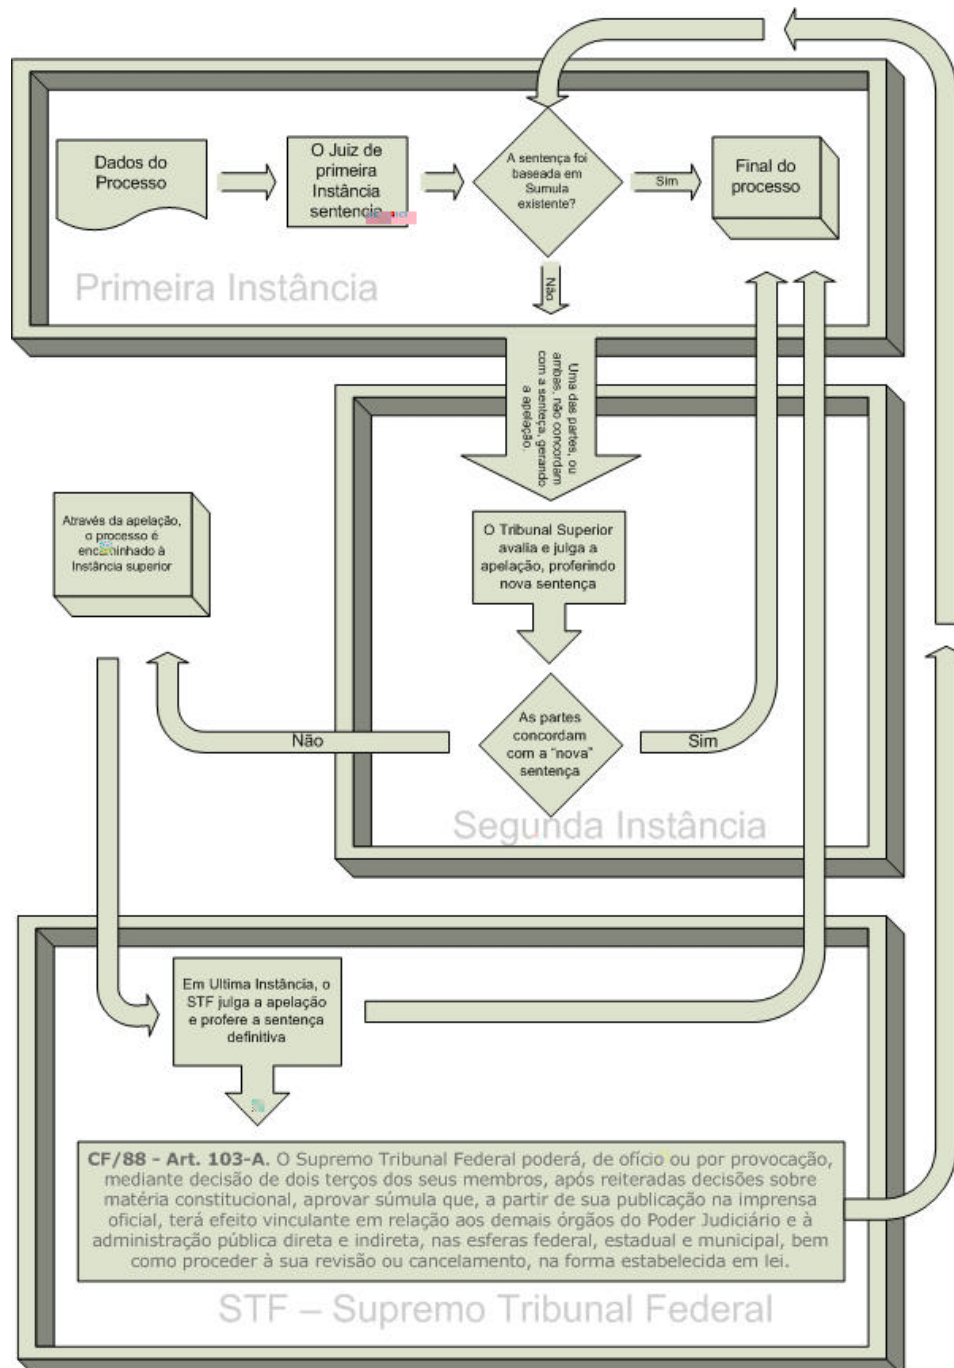 Dados do
Processo
O Juiz de
primeira
Instância
sentencia
A sentença foi
baseada em
Sumula
existente?
Sim
Final do
processo
Não
Primeira Instância
Uma das partes, ou
ambas, não concordam
com a senteça, gerando
a apelação.
Através da apelação,
o processo é
encaminhado à
Instância superior
O Tribunal Superior
avalia e julga a
apelação, proferindo
nova sentença
As partes
concordam
com a “nova”
sentença
Não
Sim
Segunda Instância
Em Ultima Instância, o
STF julga a apelação
e profere a sentença
definitiva
CF/88 - Art. 103-A. O Supremo Tribunal Federal poderá, de ofício ou por provocação,
mediante decisão de dois terços dos seus membros, após reiteradas decisões sobre
matéria constitucional, aprovar súmula que, a partir de sua publicação na imprensa
oficial, terá efeito vinculante em relação aos demais órgãos do Poder Judiciário e à
administração pública direta e indireta, nas esferas federal, estadual e municipal, bem
como proceder à sua revisão ou cancelamento, na forma estabelecida em lei.
STF – Supremo Tribunal Federal